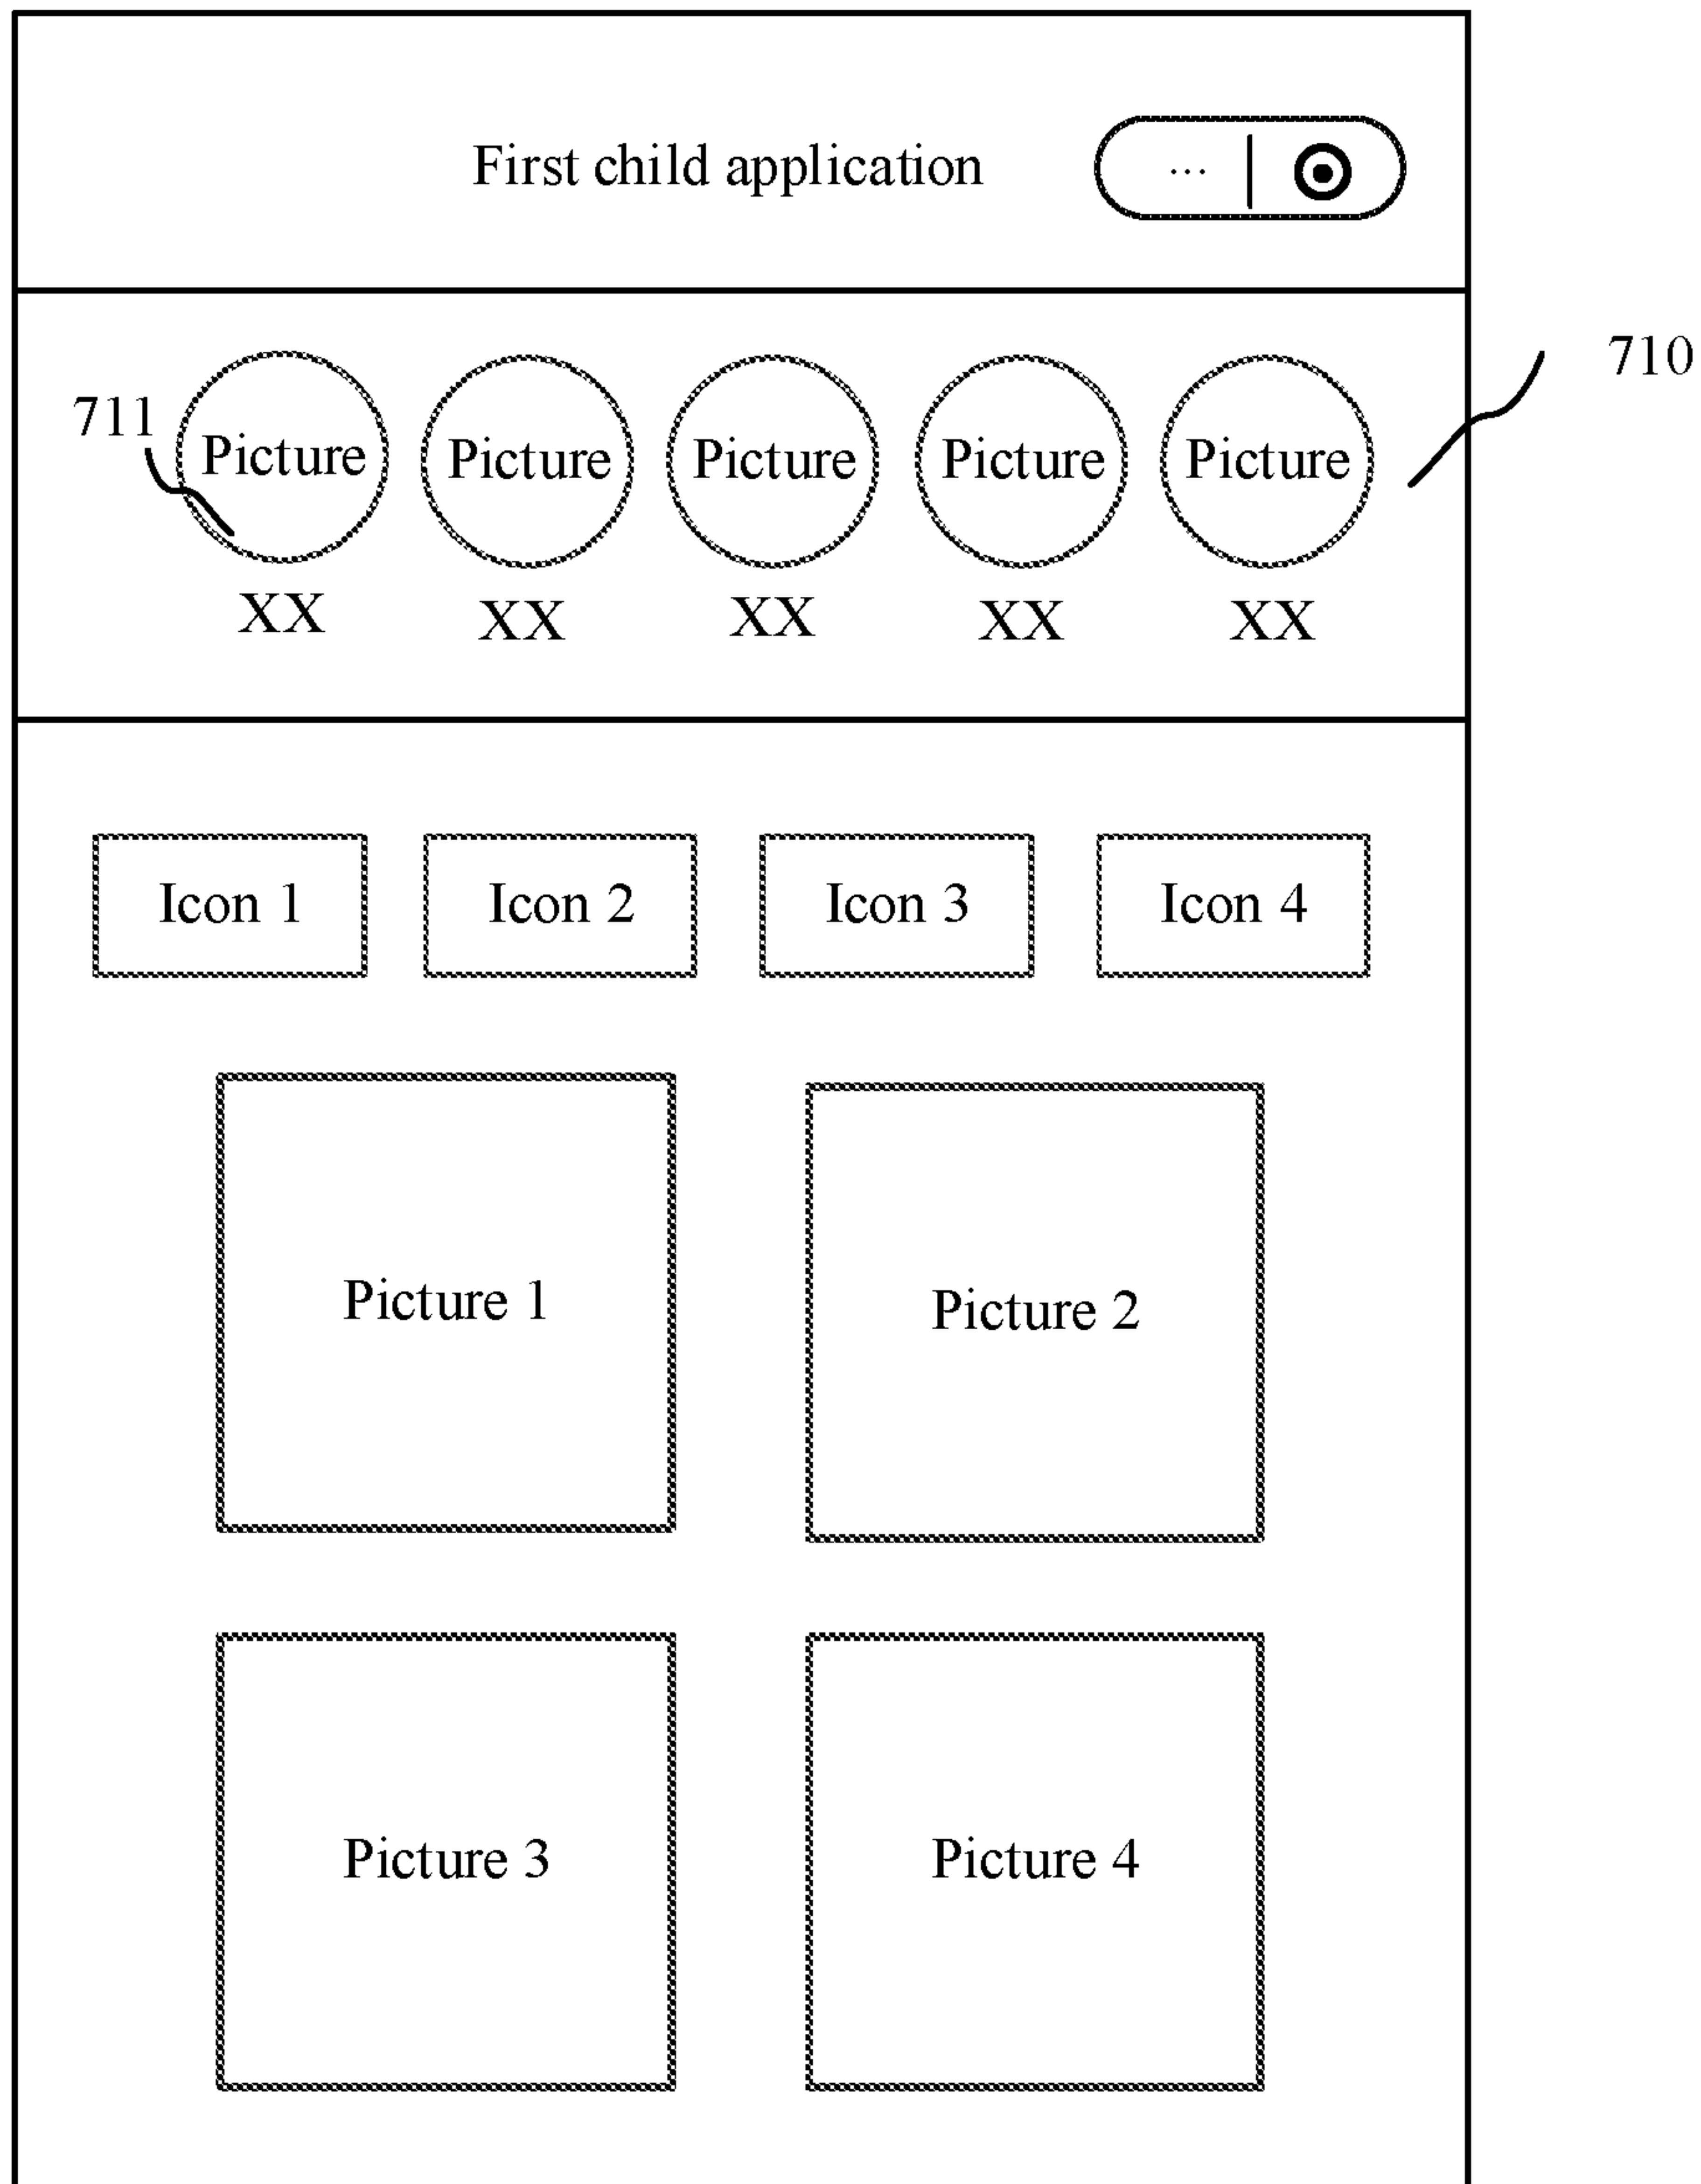 First child application ...
710
711 Picture Picture Picture Picture Picture
XX XX XX XX XX
Icon 1 Icon 2 Icon 3 Icon 4
Picture 1 Picture 2
Picture 3 Picture 4